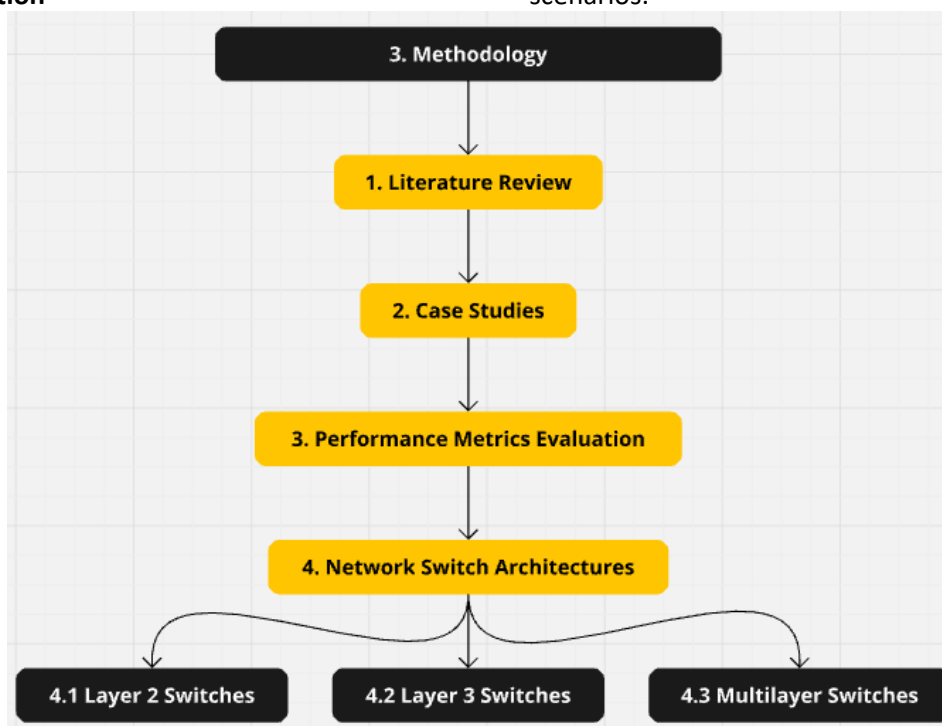 scenarios.
3. Methodology
1. Literature Review
2. Case Studies
3. Performance Metrics Evaluation
4. Network Switch Architectures
4.1 Layer 2 Switches
4.2 Layer 3 Switches
4.3 Multilayer Switches